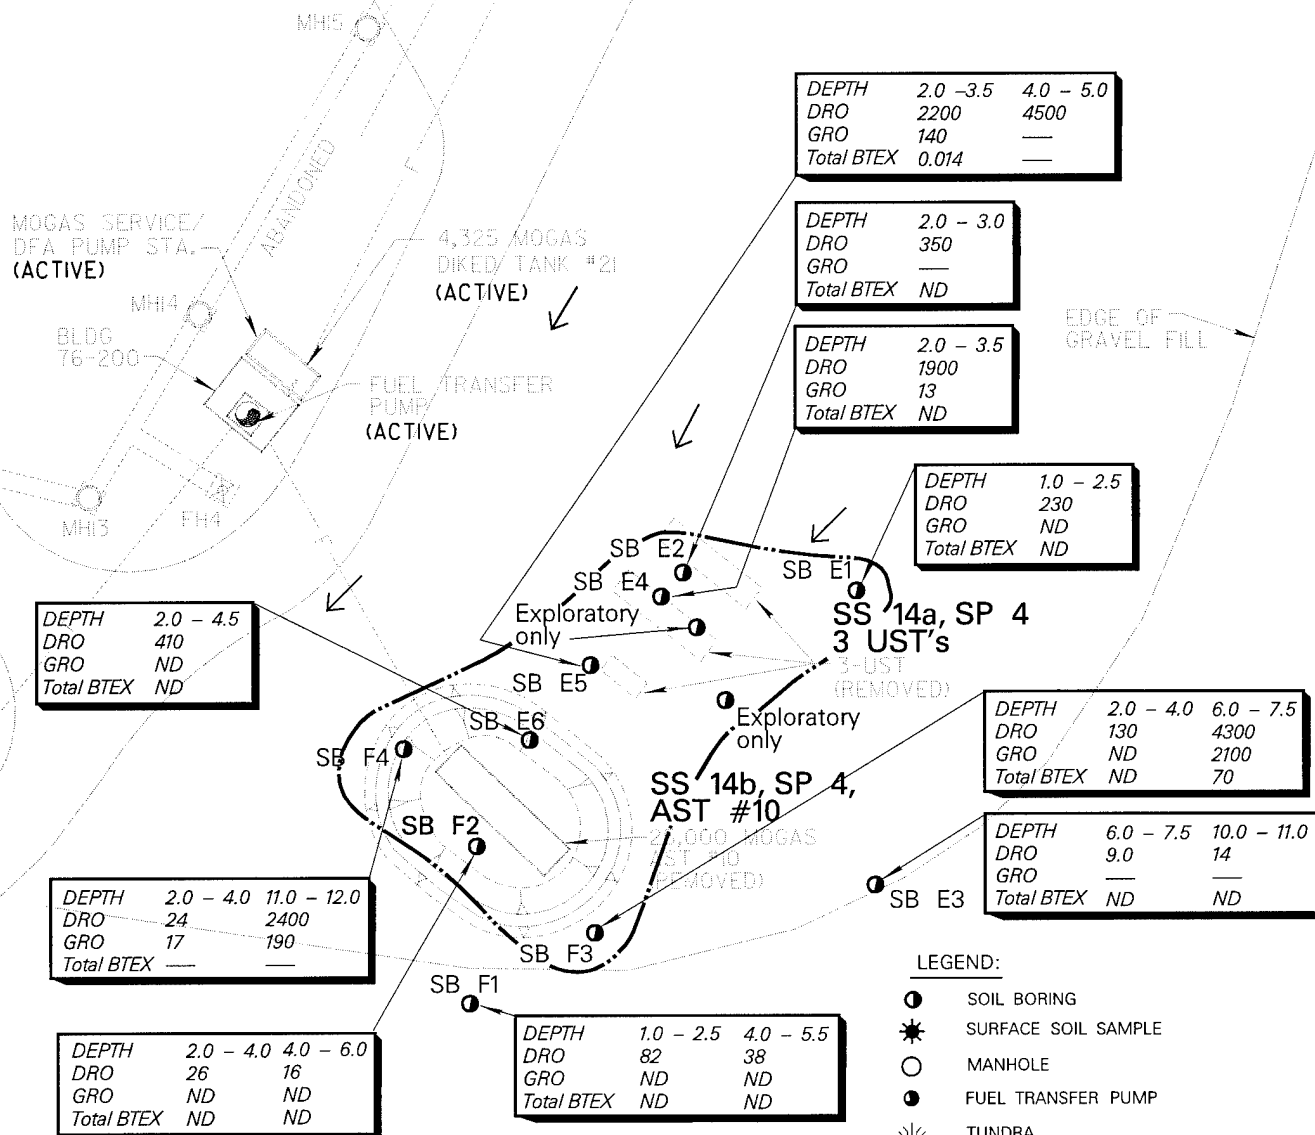 MH15
ABANDONED
MOGAS SERVICE/
DFA PUMP STA.
(ACTIVE)
4,325 MOGAS
DIKED TANK #21
(ACTIVE)
MH14
BLDG
76-200
FUEL TRANSFER
PUMP
(ACTIVE)
MH13
FH4
DEPTH 2.0 –3.5 4.0 – 5.0
DRO 2200 4500
GRO 140 —
Total BTEX 0.014 —
DEPTH 2.0 – 3.0
DRO 350
GRO —
Total BTEX ND
DEPTH 2.0 – 3.5
DRO 1900
GRO 13
Total BTEX ND
EDGE OF
GRAVEL FILL
DEPTH 1.0 – 2.5
DRO 230
GRO ND
Total BTEX ND
SB E2
SB E4
SB E1
Exploratory
only
SS 14a, SP 4
3 UST's
3-UST
(REMOVED)
SB E5
DEPTH 2.0 – 4.5
DRO 410
GRO ND
Total BTEX ND
SB E6
Exploratory
only
SB F4
SS 14b, SP 4,
AST #10
DEPTH 2.0 – 4.0 6.0 – 7.5
DRO 130 4300
GRO ND 2100
Total BTEX ND 70
SB F2
MOGAS
AST #10
(REMOVED)
DEPTH 6.0 – 7.5 10.0 – 11.0
DRO 9.0 14
GRO — —
Total BTEX ND ND
SB E3
DEPTH 2.0 – 4.0 11.0 – 12.0
DRO 24 2400
GRO 17 190
Total BTEX — —
SB F3
SB F1
DEPTH 2.0 – 4.0 4.0 – 6.0
DRO 26 16
GRO ND ND
Total BTEX ND ND
DEPTH 1.0 – 2.5 4.0 – 5.5
DRO 82 38
GRO ND ND
Total BTEX ND ND
LEGEND:
SOIL BORING
SURFACE SOIL SAMPLE
MANHOLE
FUEL TRANSFER PUMP
TUNDRA